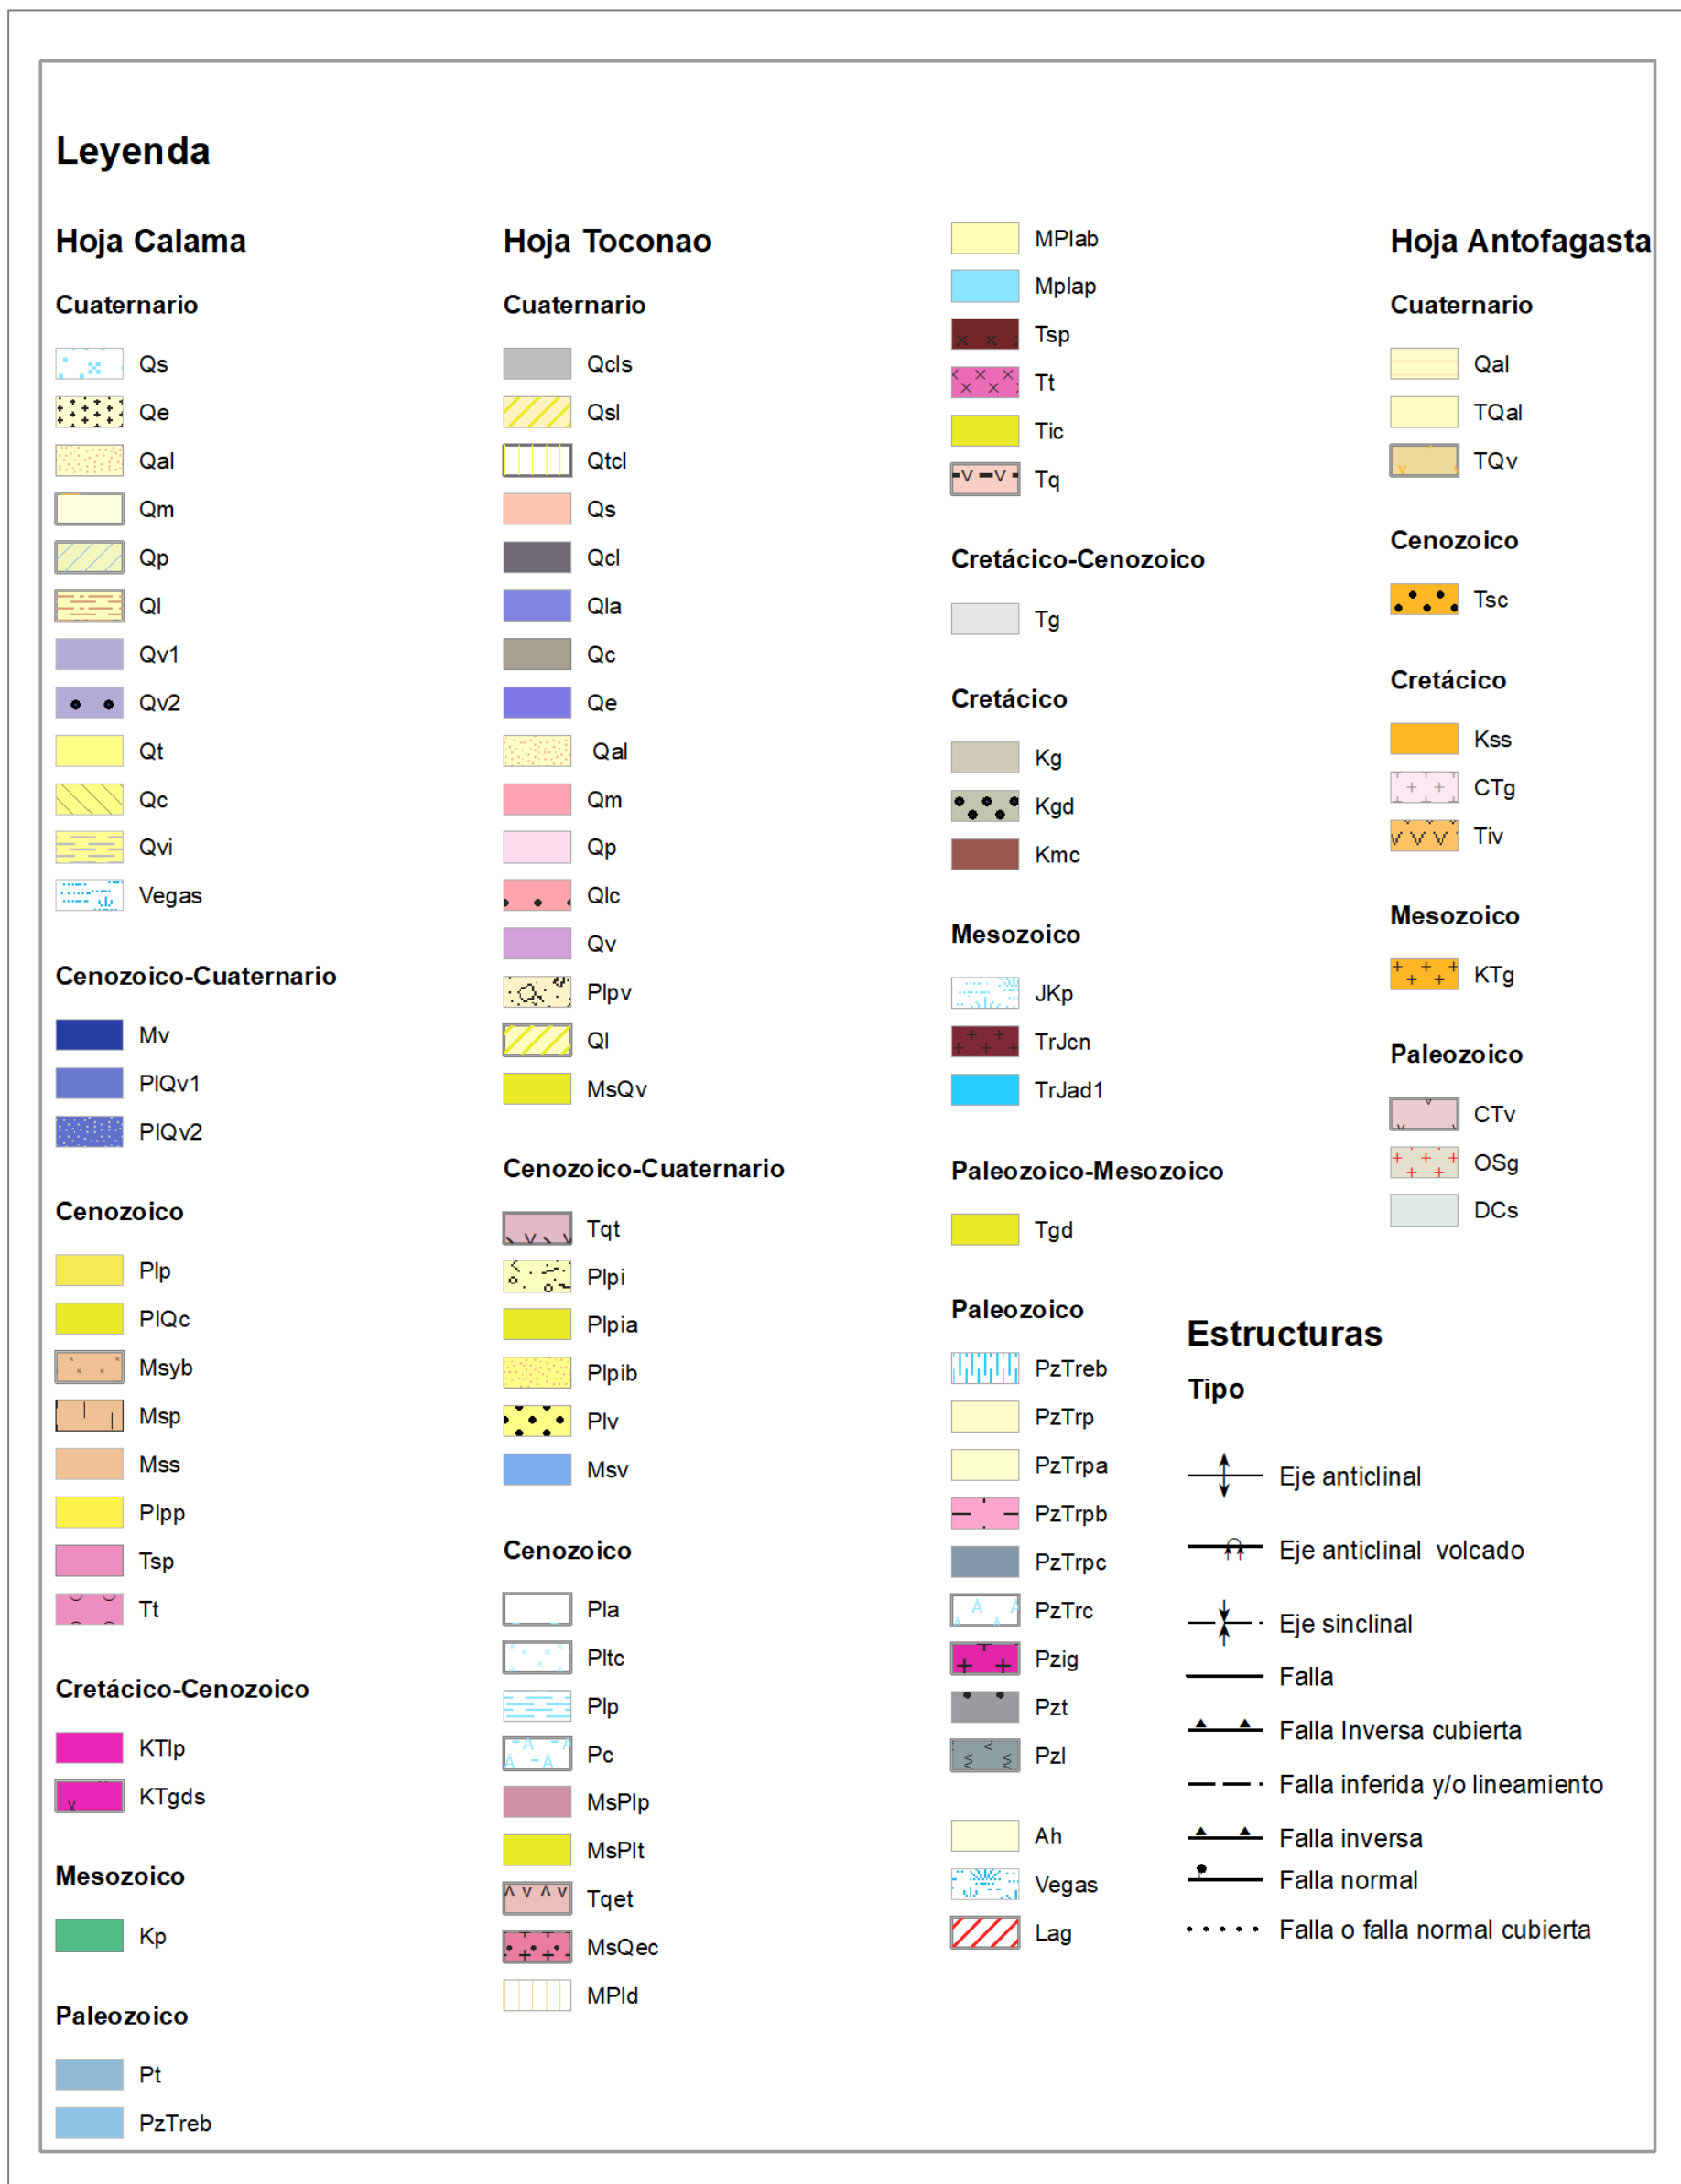 Leyenda
Hoja Calama
Cuaternario
Qs
Qe
Qal
Qm
Qp
Ql
Qv1
Qv2
Qt
Qc
Qvi
Vegas
Cenozoico-Cuaternario
Mv
PlQv1
PlQv2
Cenozoico
Plp
PlQc
Msyb
Msp
Mss
Plpp
Tsp
Tt
Cretácico-Cenozoico
KTlp
KTgds
Mesozoico
Kp
Paleozoico
Pt
PzTreb
Hoja Toconao
Cuaternario
Qcls
Qsl
Qtcl
Qs
Qcl
Qla
Qc
Qe
Qal
Qm
Qp
Qlc
Qv
Plpv
Ql
MsQv
Cenozoico-Cuaternario
Tqt
Plpi
Plpia
Plpib
Plv
Msv
Cenozoico
Pla
Pltc
Plp
Pc
MsPlp
MsPlt
Tqet
MsQec
MPld
MPlab
Mplap
Tsp
Tt
Tic
Tq
Cretácico-Cenozoico
Tg
Cretácico
Kg
Kgd
Kmc
Mesozoico
JKp
TrJcn
TrJad1
Paleozoico-Mesozoico
Tgd
Paleozoico
PzTreb
PzTrp
PzTrpa
PzTrpb
PzTrpc
PzTrc
Pzig
Pzt
Pzl
Ah
Vegas
Lag
Hoja Antofagasta
Cuaternario
Qal
TQal
TQv
Cenozoico
Tsc
Cretácico
Kss
CTg
Tiv
Mesozoico
KTg
Paleozoico
CTv
OSg
DCs
Estructuras
Tipo
Eje anticlinal
Eje anticlinal volcado
Eje sinclinal
Falla
Falla Inversa cubierta
Falla inferida y/o lineamiento
Falla inversa
Falla normal
Falla o falla normal cubierta